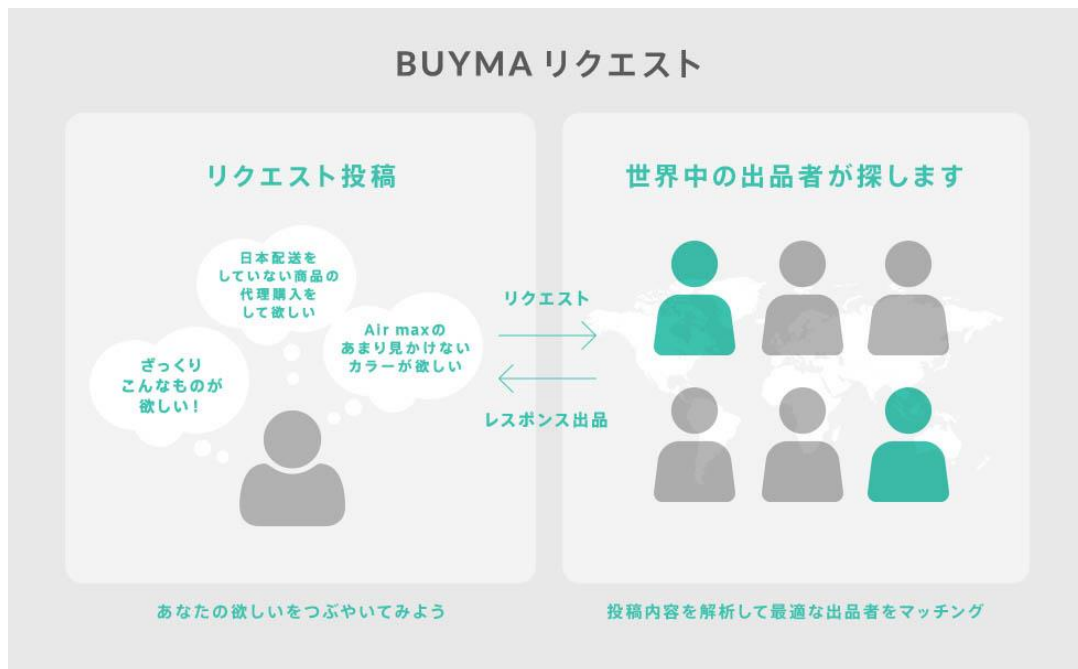 BUYMA リクエスト
リクエスト投稿
日本配送を
していない商品の
代理購入を
して欲しい
Air maxの
あまり見かけない
カラーが欲しい
ざっくり
こんなものが
欲しい！
リクエスト
レスポンス出品
世界中の出品者が探します
あなたの欲しいをつぶやいてみよう
投稿内容を解析して最適な出品者をマッチング